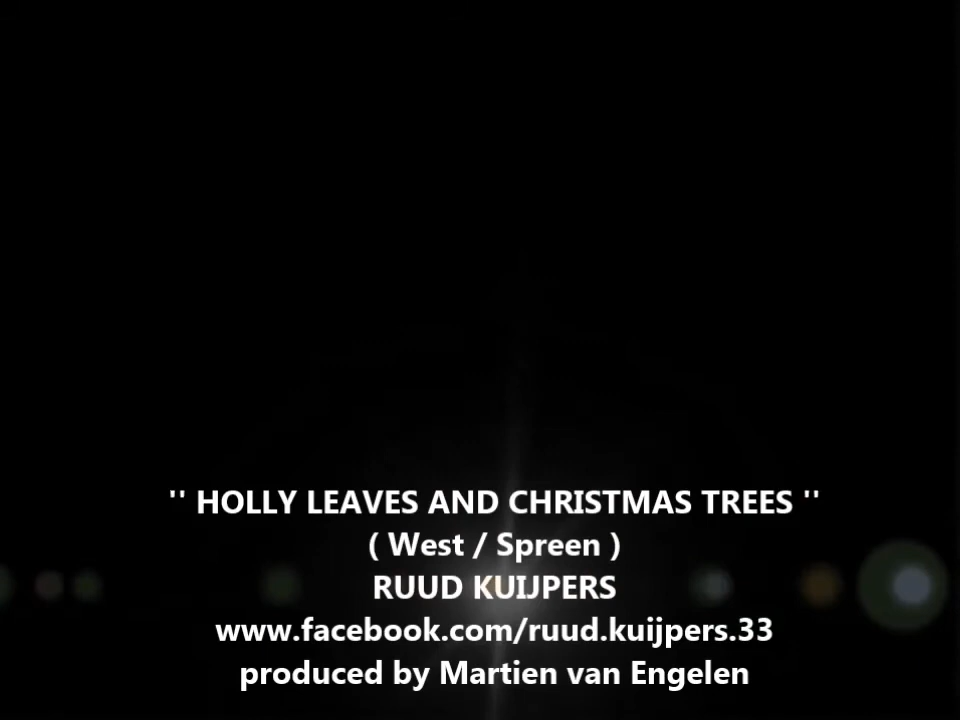 '' HOLLY LEAVES AND CHRISTMAS TREES ''
( West / Spreen )
RUUD KUIJPERS
www.facebook.com/ruud.kuijpers.33
produced by Martien van Engelen